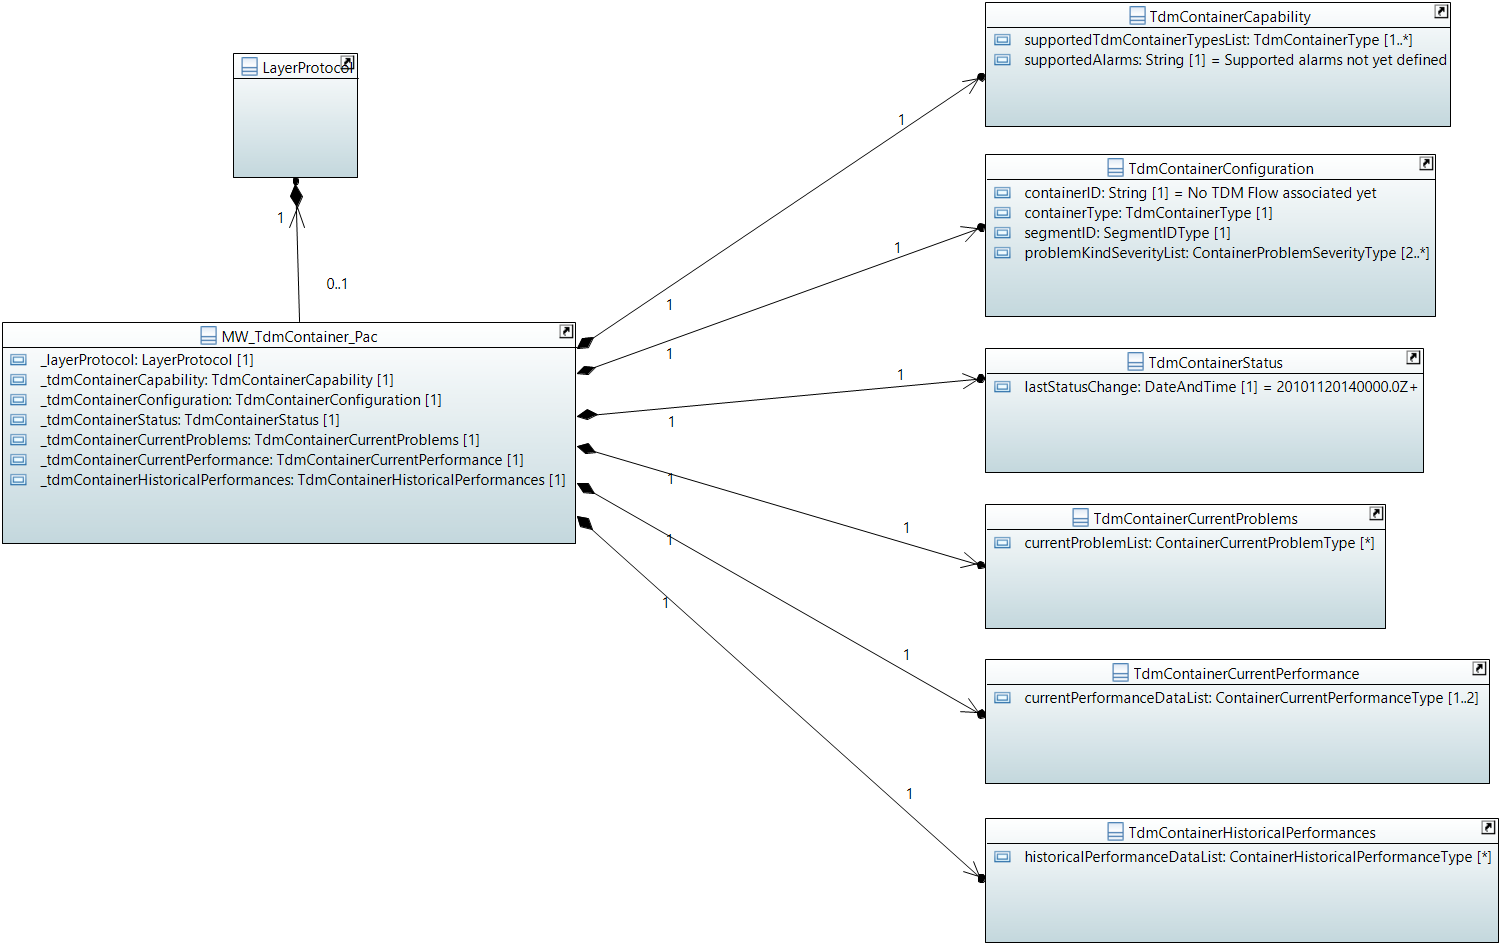 LayerProtocol
1
0..1
MW_TdmContainer_Pac
_layerProtocol: LayerProtocol [1]
_tdmContainerCapability: TdmContainerCapability [1]
_tdmContainerConfiguration: TdmContainerConfiguration [1]
_tdmContainerStatus: TdmContainerStatus [1]
_tdmContainerCurrentProblems: TdmContainerCurrentProblems [1]
_tdmContainerCurrentPerformance: TdmContainerCurrentPerformance [1]
_tdmContainerHistoricalPerformances: TdmContainerHistoricalPerformances [1]
1
1
1
1
1
1
1
1
1
1
1
1
TdmContainerCapability
supportedTdmContainerTypesList: TdmContainerType [1..*]
supportedAlarms: String [1] = Supported alarms not yet defined
TdmContainerConfiguration
containerID: String [1] = No TDM Flow associated yet
containerType: TdmContainerType [1]
segmentID: SegmentIDType [1]
problemKindSeverityList: ContainerProblemSeverityType [2..*]
TdmContainerStatus
lastStatusChange: DateAndTime [1] = 20101120140000.0Z+
TdmContainerCurrentProblems
currentProblemList: ContainerCurrentProblemType [*]
TdmContainerCurrentPerformance
currentPerformanceDataList: ContainerCurrentPerformanceType [1..2]
TdmContainerHistoricalPerformances
historicalPerformanceDataList: ContainerHistoricalPerformanceType [*]